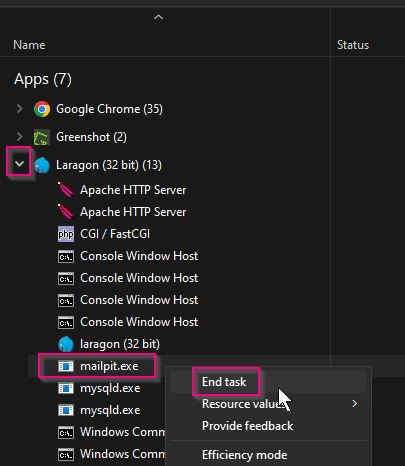 Name
Status
Apps (7)
Google Chrome (35)
Greenshot (2)
Laragon (32 bit) (13)
Apache HTTP Server
Apache HTTP Server
php CGI / FastCGI
C:\. Console Window Host
C:\. Console Window Host
C:\. Console Window Host
C:\. Console Window Host
laragon (32 bit)
mailpit.exe
End task
mysqld.exe
Resource values
mysqld.exe
Provide feedback
C:\. Windows Comm
C:\. Windows Comm
Efficiency mode